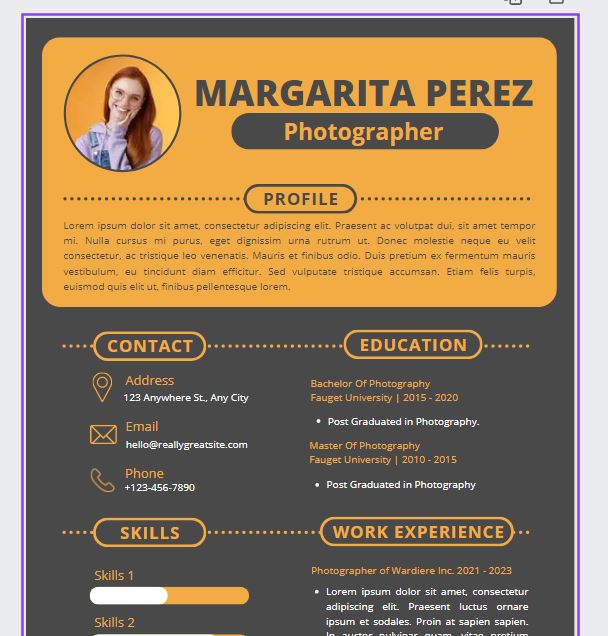 MARGARITA PEREZ
Photographer
PROFILE
Lorem ipsum dolor sit amet, consectetur adipiscing elit. Praesent ac volutpat dui, sit amet tempor
mi. Nulla cursus mi purus, eget dignissim urna rutrum ut. Donec molestie neque eu velit
consectetur, ac tristique leo venenatis. Mauris et finibus odio. Duis pretium ex fermentum mauris
vestibulum, eu tincidunt diam efficitur. Sed vulputate tristique accumsan. Etiam felis turpis,
euismod quis elit ut, finibus pellentesque lorem.
CONTACT
Address
123 Anywhere St., Any City
Email
hello@reallygreatsite.com
Phone
+123-456-7890
EDUCATION
Bachelor Of Photography
Fauget University | 2015 - 2020
• Post Graduated in Photography.
Master Of Photography
Fauget University | 2010 - 2015
• Post Graduated in Photography
SKILLS
Skills 1
Skills 2
WORK EXPERIENCE
Photographer of Wardiere Inc. 2021 - 2023
• Lorem ipsum dolor sit amet, consectetur
adipiscing elit. Praesent luctus ornare
ipsum et sodales. Proin at sapien sapien.